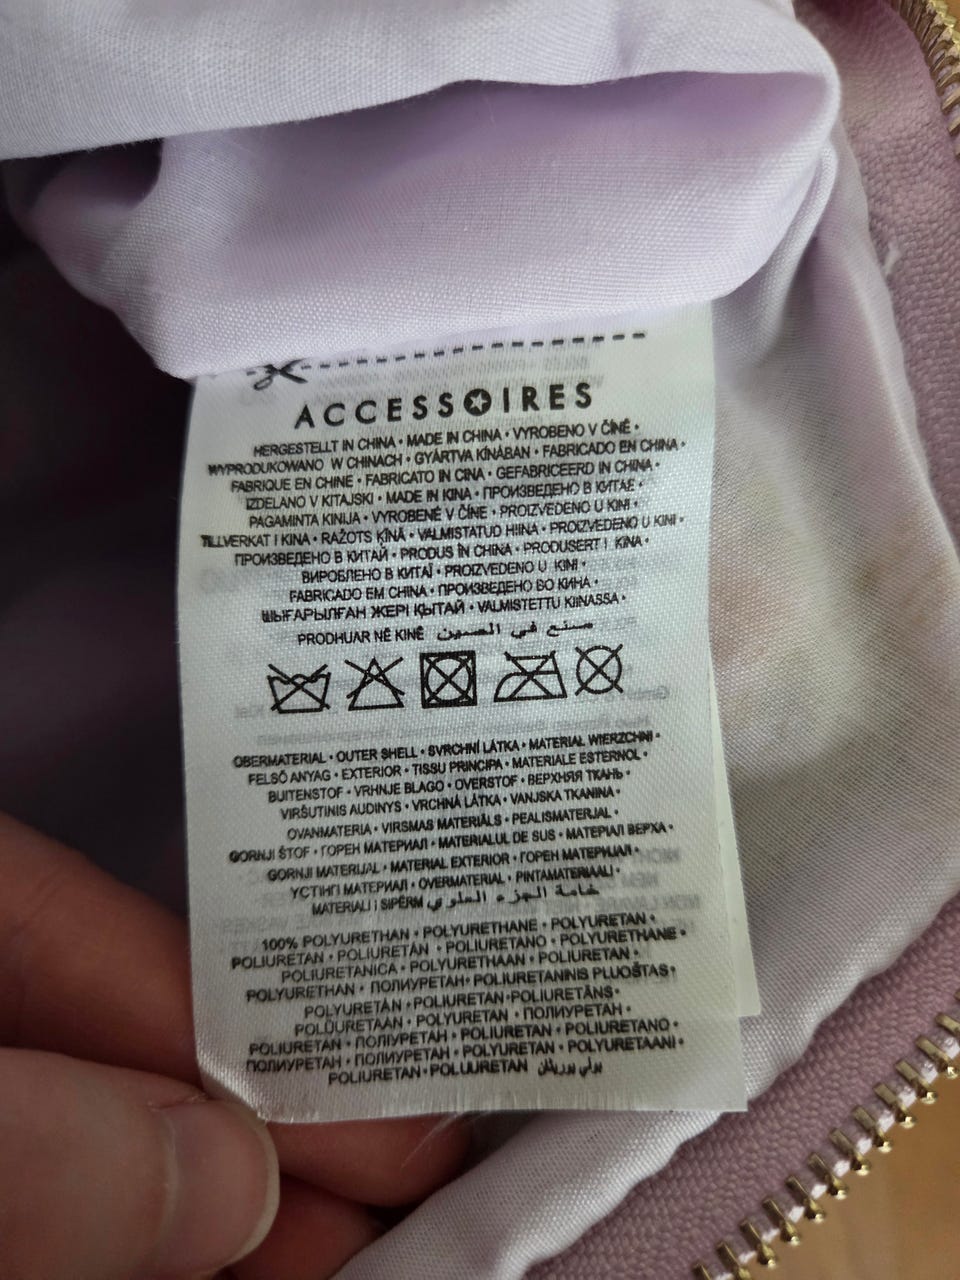 ACCESSOIRES
HERGESTELLT IN CHINA • MADE IN CHINA • VYROBENO V ČÍNĚ •
WYPRODUKOWANO W CHINACH • GYÁRTVA KÍNÁBAN • FABRICADO EN CHINA •
FABRIQUE EN CHINE • FABRICATO IN CINA • GEFABRICEERD IN CHINA •
IZDELANO V KITAJSKI • MADE IN KINA • ПРОИЗВЕДЕНО В КИТАЕ •
PAGAMINTA KINIJA • VYROBENÉ V ČÍNE • PROIZVEDENO U KINI •
TILLVERKAT I KINA • RAŽOTS ĶĪNĀ • VALMISTATUD HIINA • PROIZVEDENO U KINI •
ПРОИЗВЕДЕНО В КИТАЙ • PRODUS ÎN CHINA • PRODUSERT I KINA •
ВИРОБЛЕНО В КИТАЇ • PROIZVEDENO U KINI •
FABRICADO EM CHINA • ПРОИЗВЕДЕНО ВО КИНА •
ШЫҒАРЫЛҒАН ЖЕРІ ҚЫТАЙ • VALMISTETTU KIINASSA •
PRODHUAR NË KINË صنع في الصين
OBERMATERIAL • OUTER SHELL • SVRCHNÍ LÁTKA • MATERIAL WIERZCHNI •
FELSŐ ANYAG • EXTERIOR • TISSU PRINCIPA • MATERIALE ESTERNOL •
BUITENSTOF • VRHNJE BLAGO • OVERSTOF • ВЕРХНЯЯ ТКАНЬ •
VIRŠUTINIS AUDINYS • VRCHNÁ LÁTKA • VANJSKA TKANINA •
OVANMATERIA • VIRSMAS MATERIĀLS • PEALISMATERJAL •
GORNJI ŠTOF • ГОРЕН МАТЕРИАЛ • MATERIALUL DE SUS • МАТЕРИАЛ ВЕРХА •
GORNJI MATERIJAL • MATERIAL EXTERIOR • ГОРЕН МАТЕРИЈАЛ •
ҮСТІҢГІ МАТЕРИАЛ • OVERMATERIAL • PINTAMATERIAALI •
MATERIALI i SIPËRM خامة الجزء العلوي
100% POLYURETHAN • POLYURETHANE • POLYURETAN •
POLIURETAN • POLIURETÁN • POLIURETANO • POLYURETHANE •
POLIURETANICA • POLYURETHAAN • POLIURETAN •
POLYURETHAN • ПОЛИУРЕТАН • POLIURETANINIS PLUOŠTAS •
POLYURETÁN • POLIURETAN • POLIURETĀNS •
POLÜURETAAN • POLYURETAN • ПОЛИУРЕТАН •
POLIURETAN • ПОЛІУРЕТАН • POLIURETAN • POLIURETANO •
ПОЛИУРЕТАН • ПОЛИУРЕТАН • POLYURETAN • POLYURETAANI •
POLIURETAN • POLUURETAN بولي يوريثان